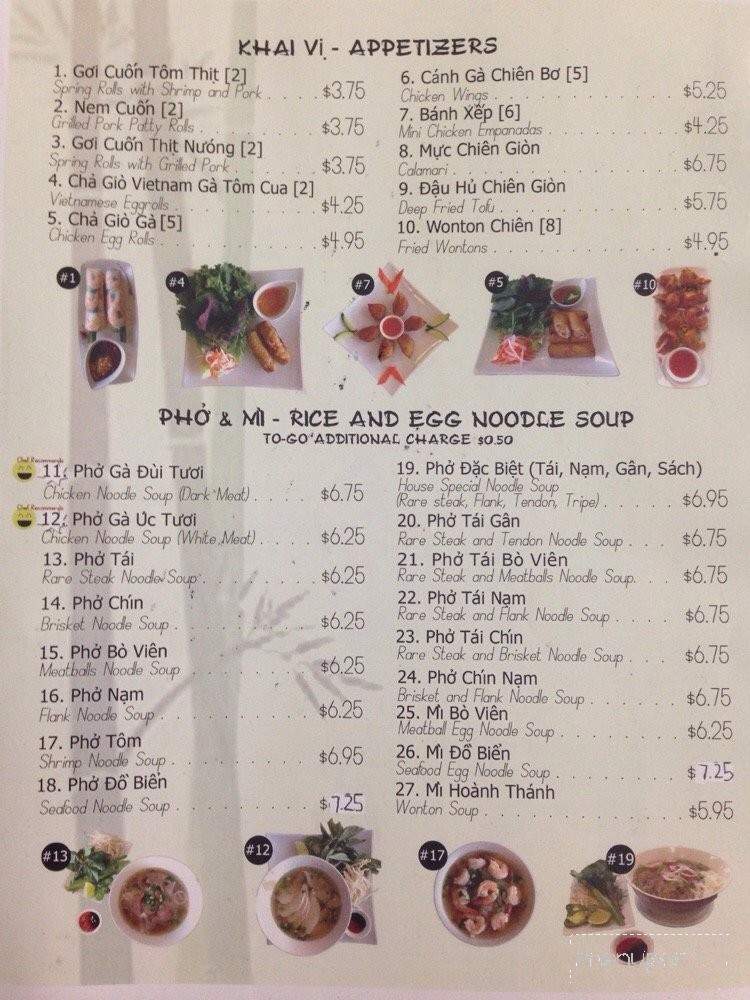 KHAI VỊ - APPETIZERS
1. Gơi Cuốn Tôm Thịt [2]
Spring Rolls with Shrimp and Pork . . . . $3.75
2. Nem Cuốn [2]
Grilled Pork Patty Rolls . . . . $3.75
3. Gơi Cuốn Thịt Nướng [2]
Spring Rolls with Grilled Pork . . . . $3.75
4. Chả Giò Vietnam Gà Tôm Cua [2]
Vietnamese Eggrolls . . . . $4.25
5. Chả Giò Gà [5]
Chicken Egg Rolls . . . . $4.95
6. Cánh Gà Chiên Bơ [5]
Chicken Wings . . . . $5.25
7. Bánh Xếp [6]
Mini Chicken Empanadas . . . . $4.25
8. Mực Chiên Giòn
Calamari . . . . $6.75
9. Đậu Hủ Chiên Giòn
Deep Fried Tofu . . . . $5.75
10. Wonton Chiên [8]
Fried Wontons . . . . $4.95
#1
#4
#7
#5
#10
PHỞ & MÌ - RICE AND EGG NOODLE SOUP
TO-GO ADDITIONAL CHARGE $0.50
Chef Recommends
11. Phở Gà Đùi Tươi
Chicken Noodle Soup (Dark Meat) . . . . $6.75
Chef Recommends
12. Phở Gà Ức Tươi
Chicken Noodle Soup (White Meat) . . . . $6.25
13. Phở Tái
Rare Steak Noodle Soup . . . . $6.25
14. Phở Chín
Brisket Noodle Soup . . . . $6.25
15. Phở Bò Viên
Meatballs Noodle Soup . . . . $6.25
16. Phở Nạm
Flank Noodle Soup . . . . $6.25
17. Phở Tôm
Shrimp Noodle Soup . . . . $6.95
18. Phở Đồ Biển
Seafood Noodle Soup . . . . $7.25
19. Phở Đặc Biệt (Tái, Nạm, Gân, Sách)
House Special Noodle Soup
(Rare steak, Flank, Tendon, Tripe) . . . . $6.95
20. Phở Tái Gân
Rare Steak and Tendon Noodle Soup . . . . $6.75
21. Phở Tái Bò Viên
Rare Steak and Meatballs Noodle Soup . . . . $6.75
22. Phở Tái Nạm
Rare Steak and Flank Noodle Soup . . . . $6.75
23. Phở Tái Chín
Rare Steak and Brisket Noodle Soup . . . . $6.75
24. Phở Chín Nạm
Brisket and Flank Noodle Soup . . . . $6.75
25. Mì Bò Viên
Meatball Egg Noodle Soup . . . . $6.25
26. Mì Đồ Biển
Seafood Egg Noodle Soup . . . . $7.25
27. Mì Hoành Thánh
Wonton Soup . . . . $5.95
#13
#12
#17
#19